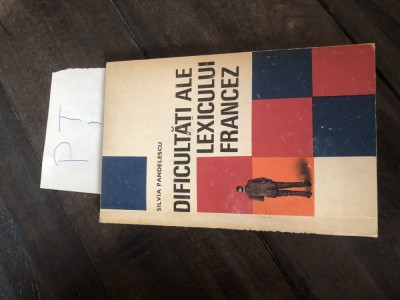 SILVIA PANDELESCU
DIFICULTĂȚI ALE
LEXICULUI
FRANCEZ
PT